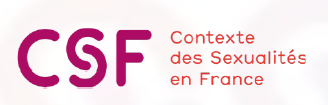 CSF
Contexte
des Sexualités
en France